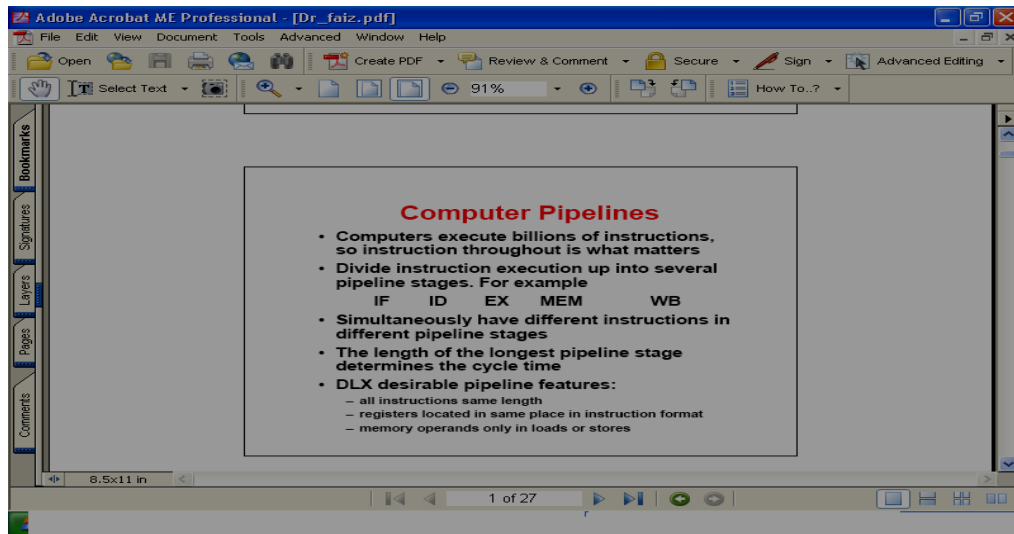 Adobe Acrobat ME Professional - [Dr_faiz.pdf]
File Edit View Document Tools Advanced Window Help
Open Create PDF Review & Comment Secure Sign Advanced Editing
Select Text 91% How To..?
Bookmarks
Signatures
Layers
Pages
Comments
Computer Pipelines
• Computers execute billions of instructions,
so instruction throughout is what matters
• Divide instruction execution up into several
pipeline stages. For example
IF ID EX MEM WB
• Simultaneously have different instructions in
different pipeline stages
• The length of the longest pipeline stage
determines the cycle time
• DLX desirable pipeline features:
– all instructions same length
– registers located in same place in instruction format
– memory operands only in loads or stores
8.5x11 in
1 of 27
r